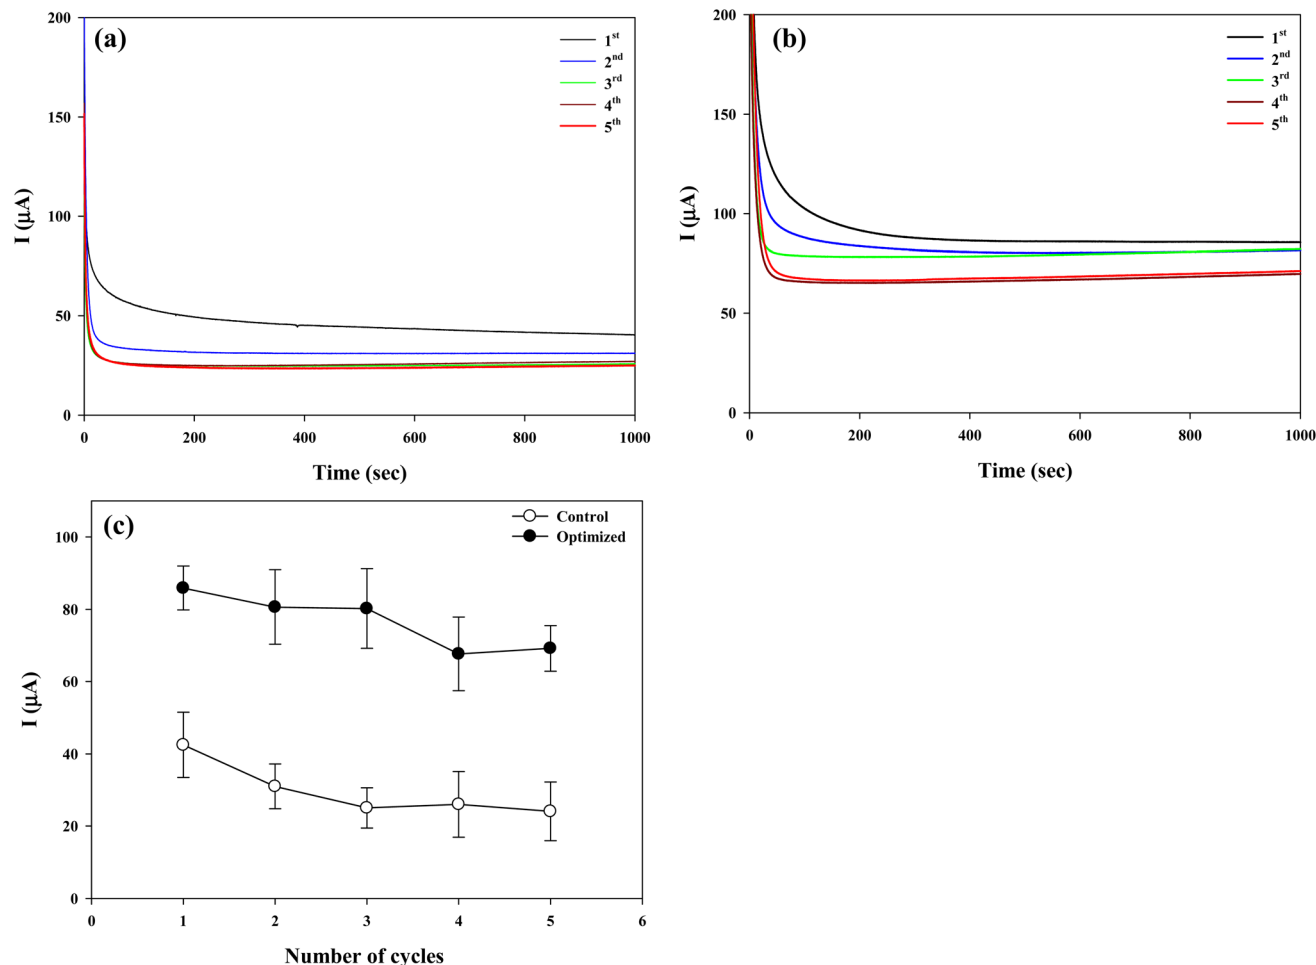 (a)
200
150
100
50
0
I (μA)
1st
2nd
3rd
4th
5th
0 200 400 600 800 1000
Time (sec)
(b)
200
150
100
50
0
I (μA)
1st
2nd
3rd
4th
5th
0 200 400 600 800 1000
Time (sec)
(c)
100
80
60
40
20
0
I (μA)
Control
Optimized
0 1 2 3 4 5 6
Number of cycles